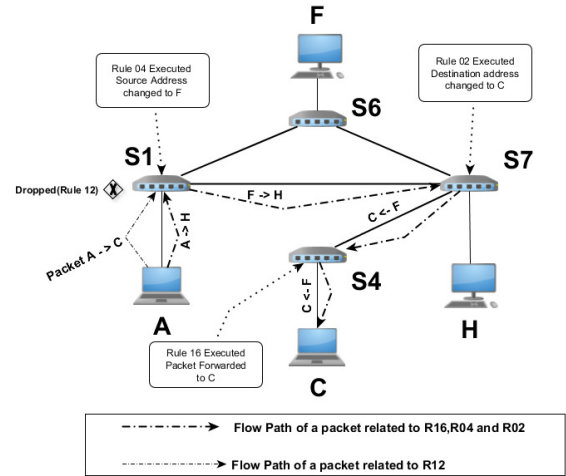 F
Rule 04 Executed
Source Address
changed to F
Rule 02 Executed
Destination address
changed to C
S6
S1
S7
Dropped(Rule 12)
X
F -> H
C <- F
A -> H
Packet A - > C
S4
C <- F
A
H
Rule 16 Executed
Packet Forwarded
to C
C
Flow Path of a packet related to R16,R04 and R02
Flow Path of a packet related to R12